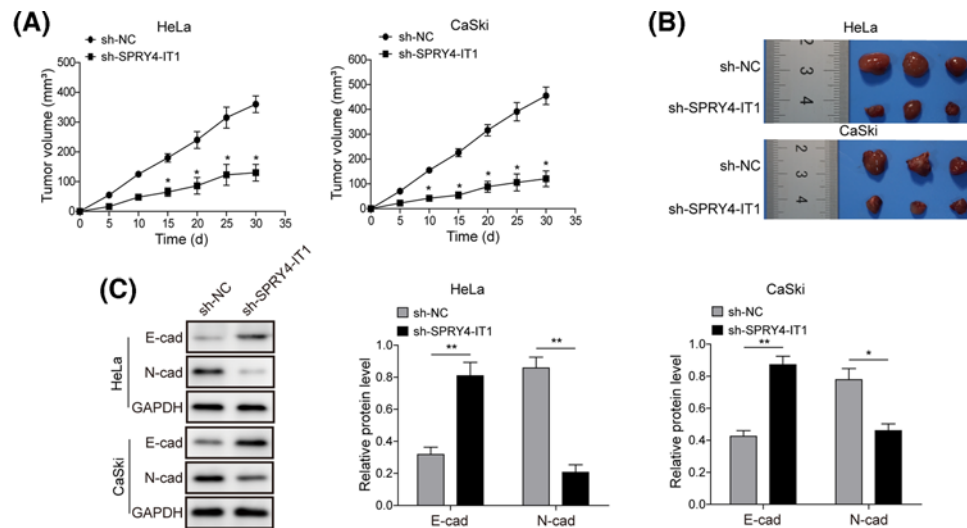 (A)
HeLa
sh-NC
sh-SPRY4-IT1
Tumor volume (mm³)
500
400
300
200
100
0
* * * *
0 5 10 15 20 25 30 35
Time (d)
CaSki
sh-NC
sh-SPRY4-IT1
Tumor volume (mm³)
600
500
400
300
200
100
0
* * * * *
0 5 10 15 20 25 30 35
Time (d)
(B)
HeLa
sh-NC
sh-SPRY4-IT1
2
3
4
CaSki
sh-NC
sh-SPRY4-IT1
2
3
4
(C)
sh-NC
sh-SPRY4-IT1
HeLa
E-cad
N-cad
GAPDH
CaSki
E-cad
N-cad
GAPDH
HeLa
sh-NC
sh-SPRY4-IT1
Relative protein level
1.0
0.8
0.6
0.4
0.2
0.0
** **
E-cad N-cad
CaSki
sh-NC
sh-SPRY4-IT1
Relative protein level
1.0
0.8
0.6
0.4
0.2
0.0
** *
E-cad N-cad